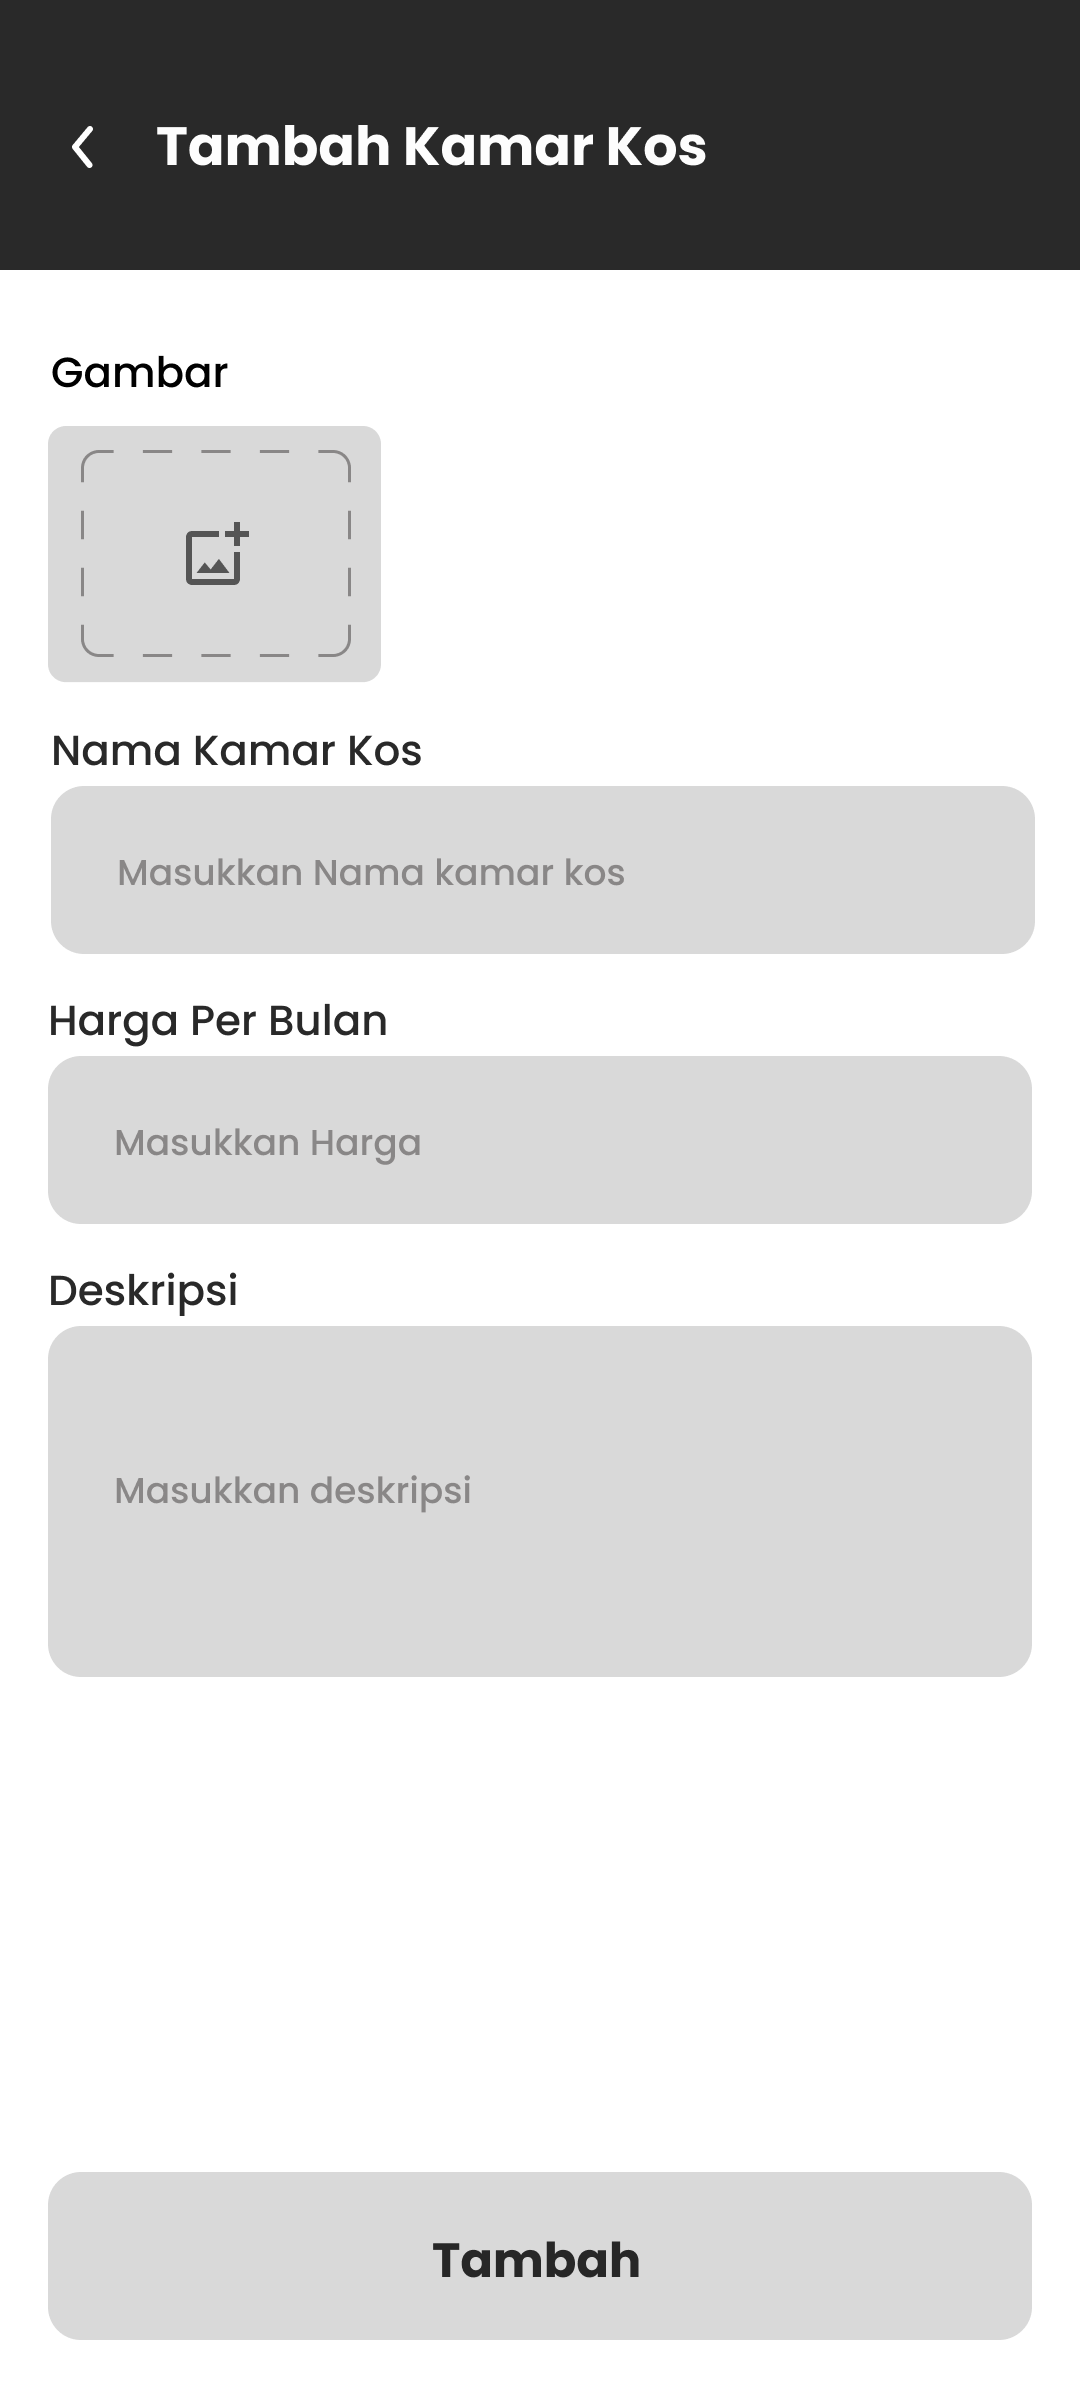 Tambah Kamar Kos
Gambar
Nama Kamar Kos
Masukkan Nama kamar kos
Harga Per Bulan
Masukkan Harga
Deskripsi
Masukkan deskripsi
Tambah